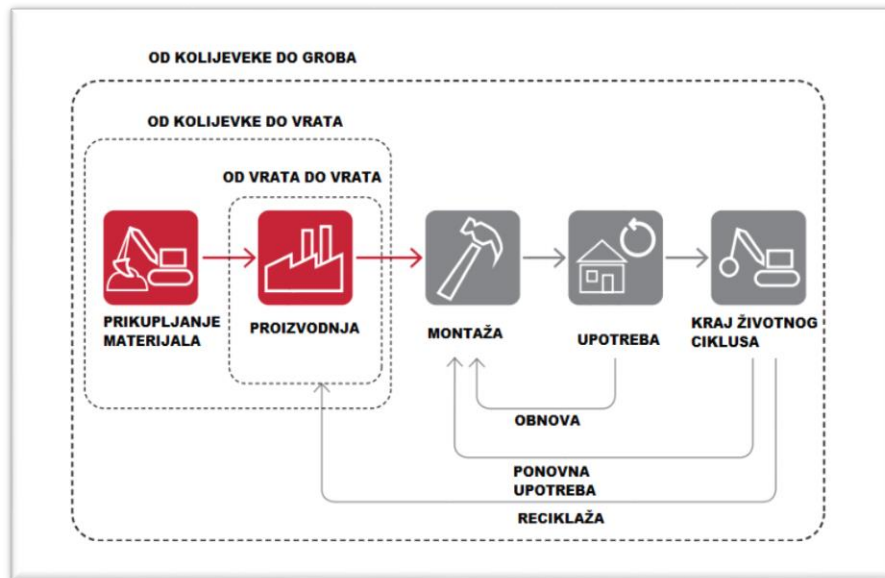 OD KOLIJEVEKE DO GROBA
OD KOLIJEVKE DO VRATA
OD VRATA DO VRATA
PRIKUPLJANJE
MATERIJALA
PROIZVODNJA
MONTAŽA
UPOTREBA
KRAJ ŽIVOTNOG
CIKLUSA
OBNOVA
PONOVNA
UPOTREBA
RECIKLAŽA